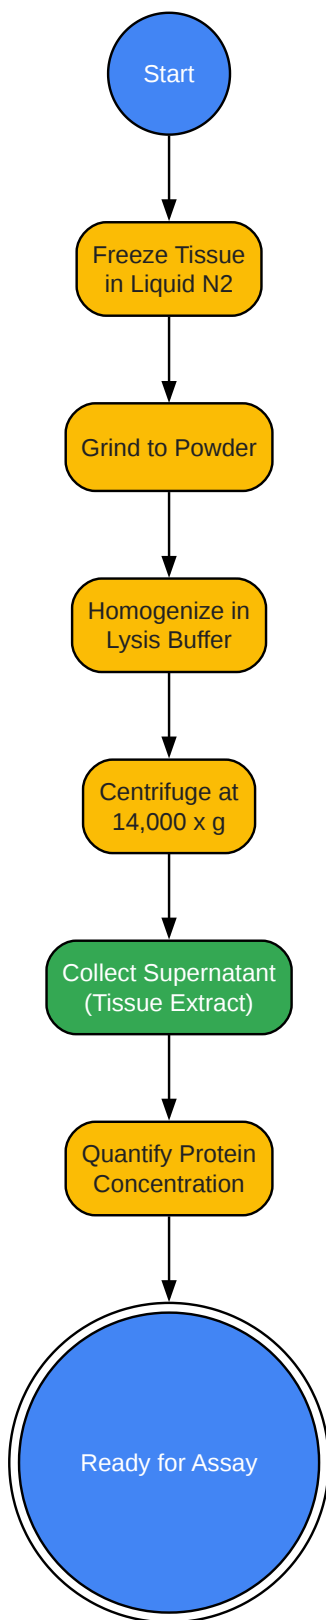 Start
Freeze Tissue
in Liquid N2
Grind to Powder
Homogenize in
Lysis Buffer
Centrifuge at
14,000 x g
Collect Supernatant
(Tissue Extract)
Quantify Protein
Concentration
Ready for Assay